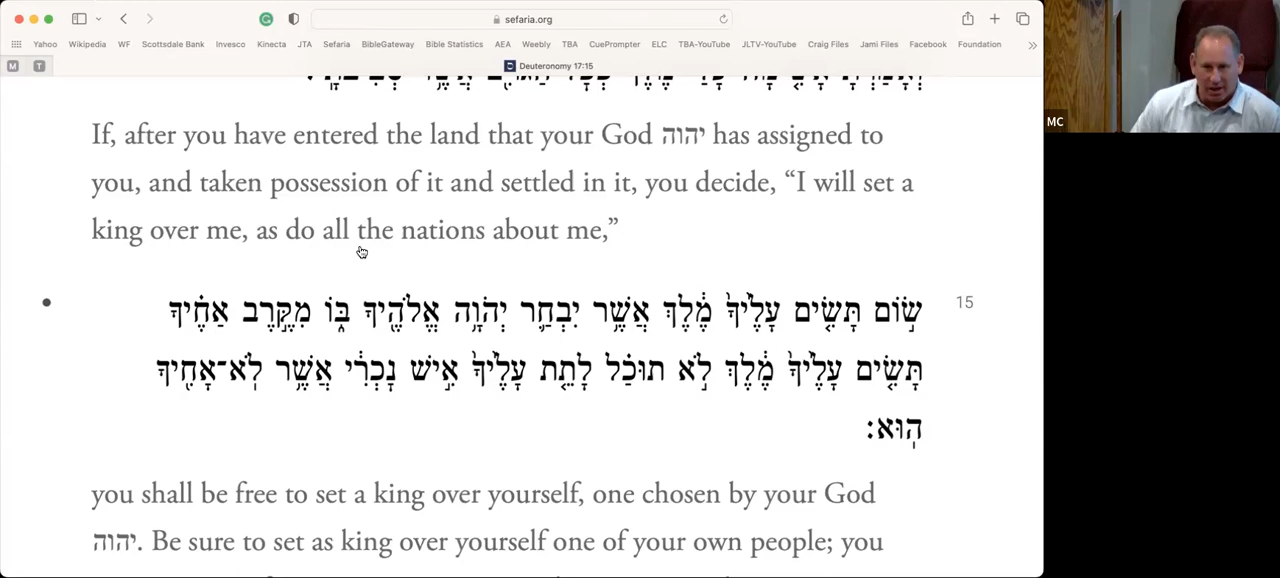 sefaria.org
Yahoo Wikipedia WF Scottsdale Bank Invesco Kinecta JTA Sefaria BibleGateway Bible Statistics AEA Weebly TBA CuePrompter ELC TBA-YouTube JLTV-YouTube Craig Files Jami Files Facebook Foundation
M T Deuteronomy 17:15
If, after you have entered the land that your God יהוה has assigned to
you, and taken possession of it and settled in it, you decide, “I will set a
king over me, as do all the nations about me,”
15
שׂ֣וֹם תָּשִׂ֤ים עָלֶ֙יךָ֙ מֶ֔לֶךְ אֲשֶׁ֥ר יִבְחַ֛ר יְהֹוָ֥ה אֱלֹהֶ֖יךָ בּ֑וֹ מִקֶּ֣רֶב אַחֶ֗יךָ
תָּשִׂ֤ים עָלֶ֙יךָ֙ מֶ֔לֶךְ לֹ֣א תוּכַ֗ל לָתֵ֤ת עָלֶ֙יךָ֙ אִ֣ישׁ נׇכְרִ֔י אֲשֶׁ֥ר לֹֽא־אָחִ֖יךָ
הֽוּא׃
you shall be free to set a king over yourself, one chosen by your God
יהוה. Be sure to set as king over yourself one of your own people; you
MC